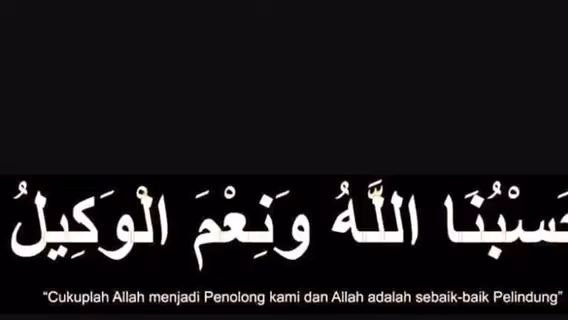 حَسْبُنَا اللَّهُ وَنِعْمَ الْوَكِيلُ
“Cukuplah Allah menjadi Penolong kami dan Allah adalah sebaik-baik Pelindung”